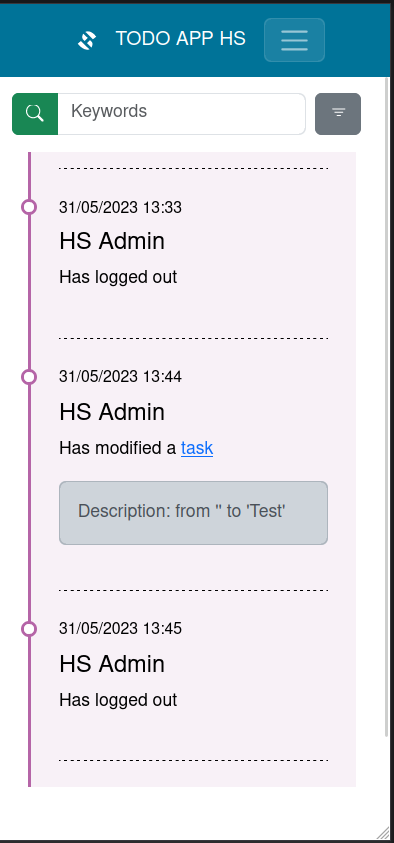 TODO APP HS
Keywords
31/05/2023 13:33
HS Admin
Has logged out
31/05/2023 13:44
HS Admin
Has modified a task
Description: from '' to 'Test'
31/05/2023 13:45
HS Admin
Has logged out